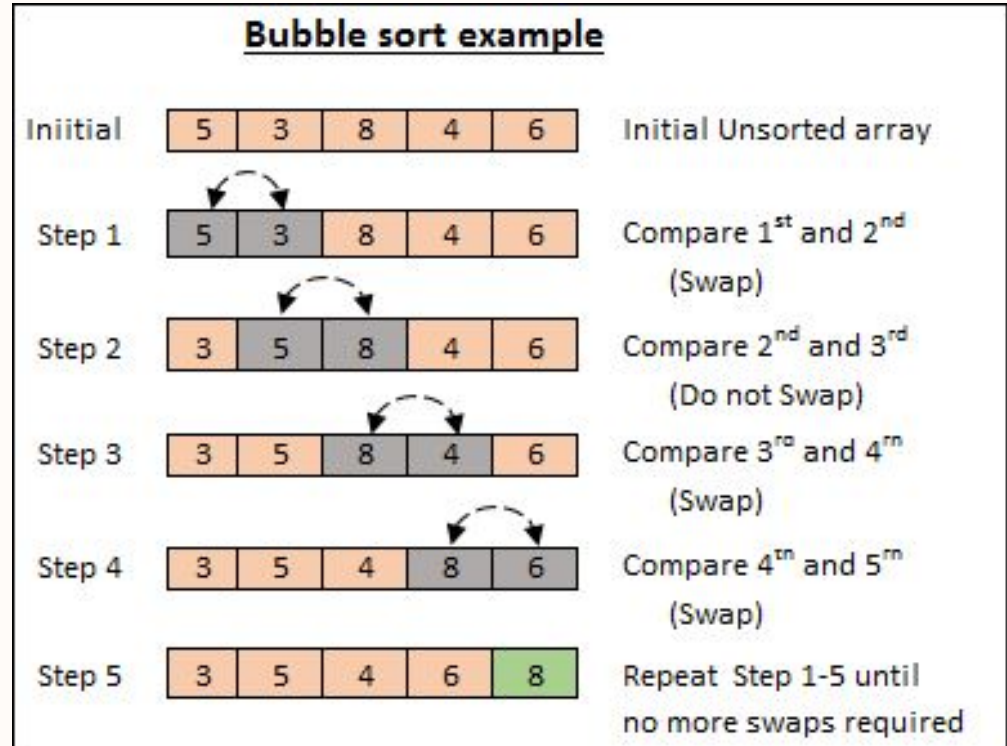 Bubble sort example
Iniitial 5 3 8 4 6 Initial Unsorted array
Step 1 5 3 8 4 6 Compare 1st and 2nd
(Swap)
Step 2 3 5 8 4 6 Compare 2nd and 3rd
(Do not Swap)
Step 3 3 5 8 4 6 Compare 3rd and 4th
(Swap)
Step 4 3 5 4 8 6 Compare 4th and 5th
(Swap)
Step 5 3 5 4 6 8 Repeat Step 1-5 until
no more swaps required